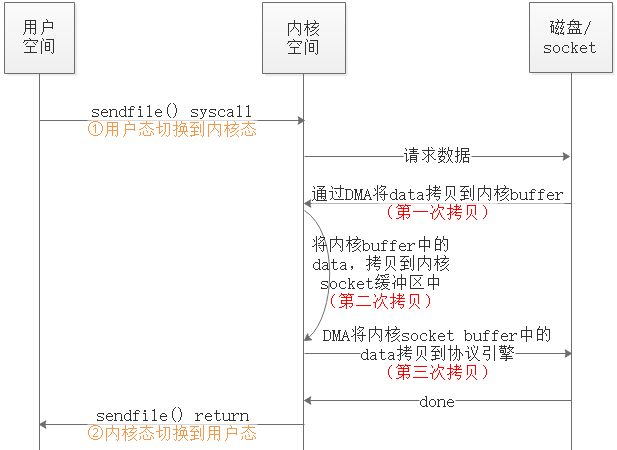 用户
空间
内核
空间
磁盘/
socket
sendfile() syscall
①用户态切换到内核态
请求数据
通过DMA将data拷贝到内核buffer
（第一次拷贝）
将内核buffer中的
data，拷贝到内核
socket缓冲区中
（第二次拷贝）
DMA将内核socket buffer中的
data拷贝到协议引擎
（第三次拷贝）
done
sendfile() return
②内核态切换到用户态